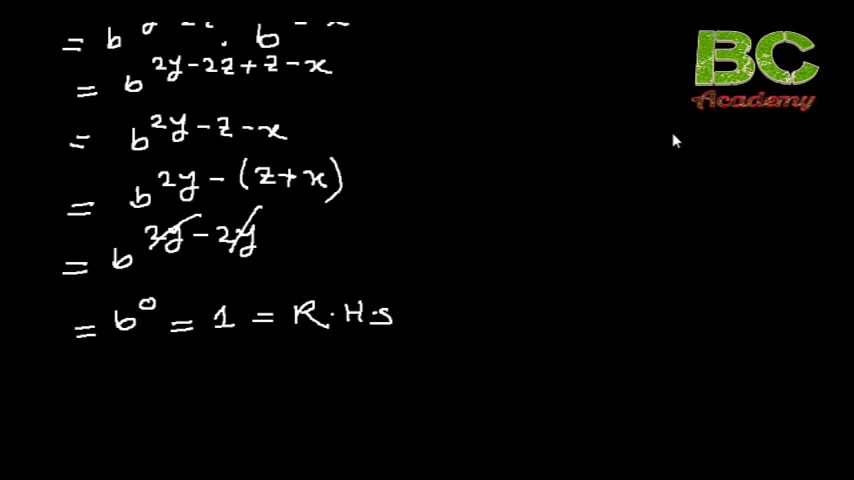 BC
Academy
= b^{2y-2z+z-x}
= b^{2y-z-x}
= b^{2y-(z+x)}
= b^{2y-2y}
= b^0 = 1 = R.H.S